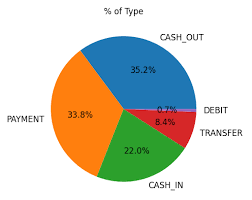 % of Type
CASH_OUT
35.2%
PAYMENT
33.8%
0.7%
DEBIT
8.4%
TRANSFER
22.0%
CASH_IN